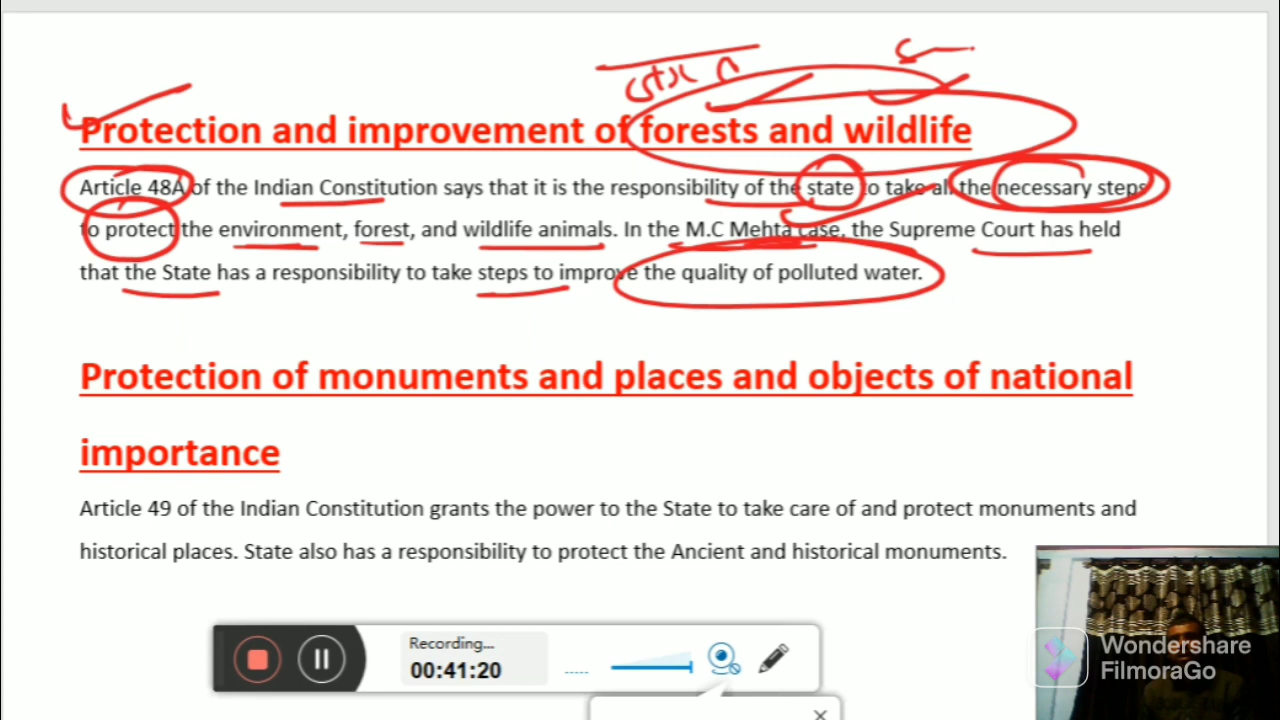 Protection and improvement of forests and wildlife
Article 48A of the Indian Constitution says that it is the responsibility of the state to take all the necessary steps
to protect the environment, forest, and wildlife animals. In the M.C Mehta case, the Supreme Court has held
that the State has a responsibility to take steps to improve the quality of polluted water.
Protection of monuments and places and objects of national
importance
Article 49 of the Indian Constitution grants the power to the State to take care of and protect monuments and
historical places. State also has a responsibility to protect the Ancient and historical monuments.
Recording...
00:41:20
Wondershare
FilmoraGo